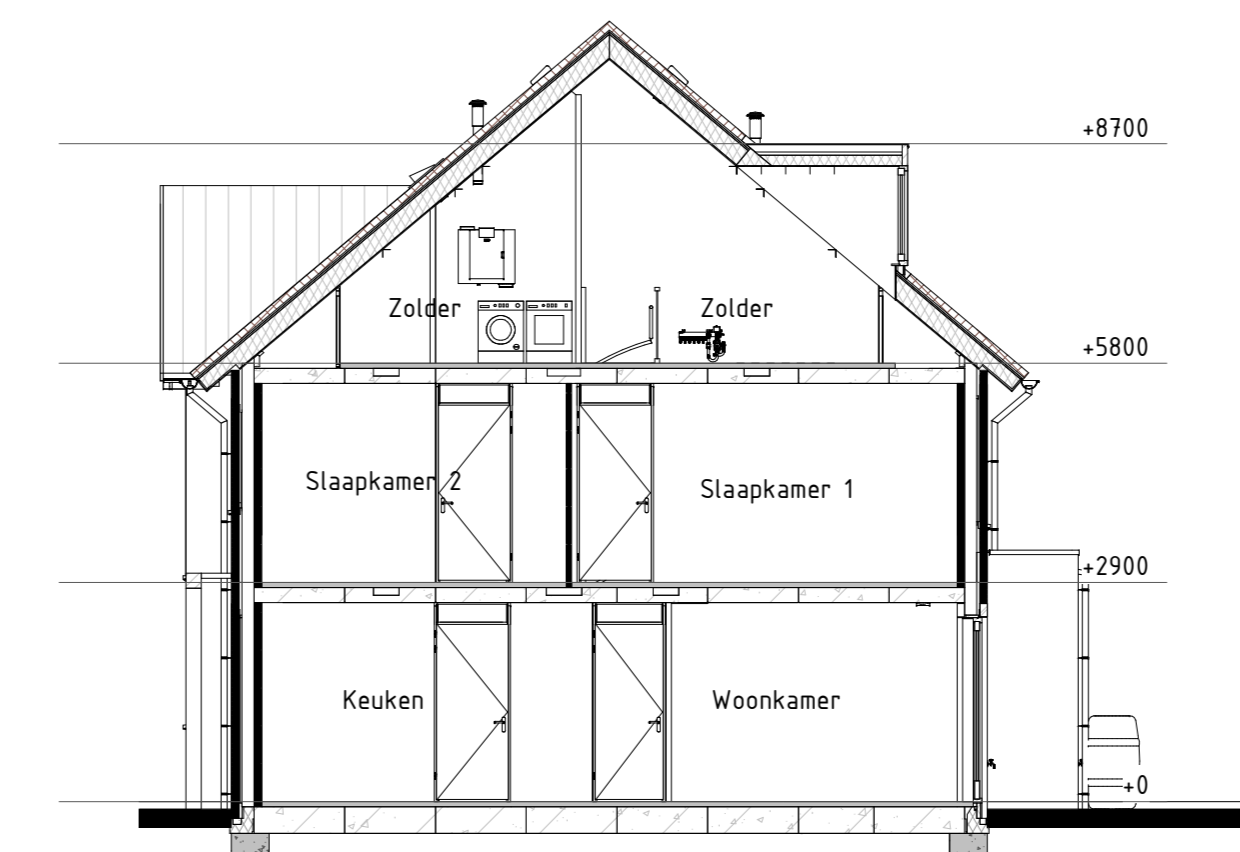 +8700
Zolder
Zolder
+5800
Slaapkamer 2
Slaapkamer 1
+2900
Keuken
Woonkamer
+0